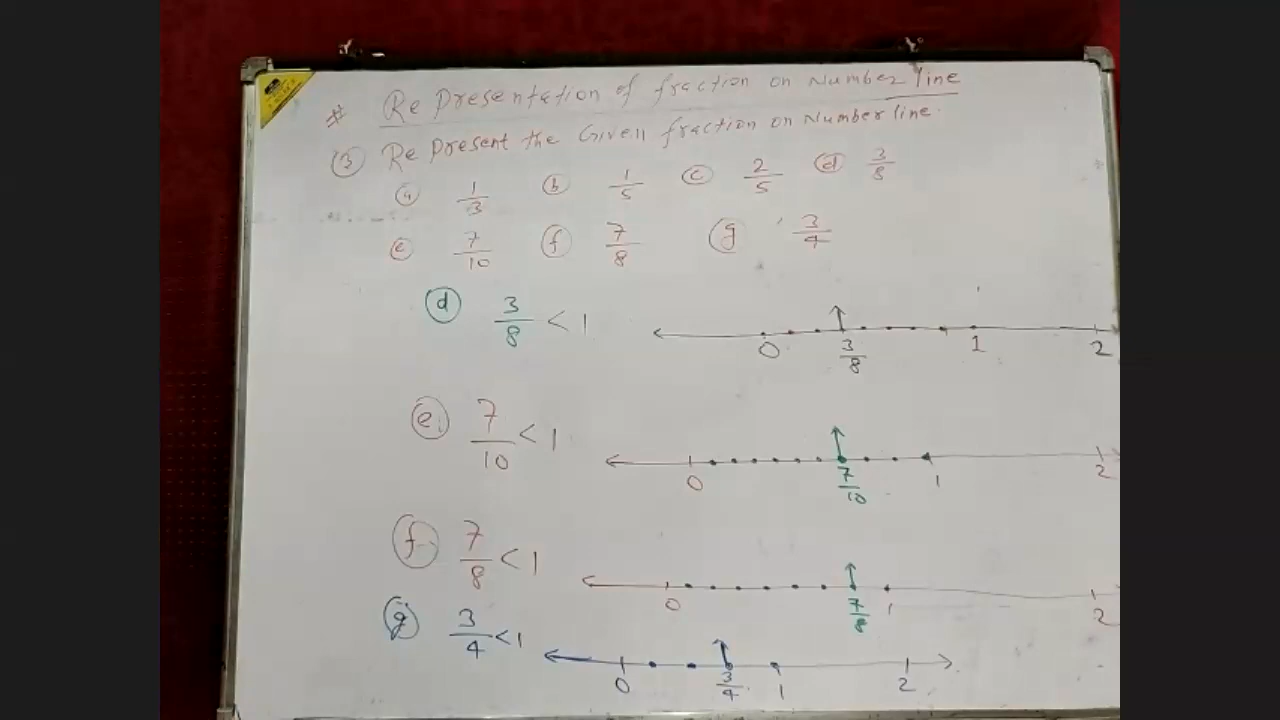 * Representation of fraction on Number line
③ Represent the Given fraction on Number line.
ⓐ 1/3 ⓑ 1/5 ⓒ 2/5 ⓓ 3/8
ⓔ 7/10 ⓕ 7/8 ⓖ 3/4
ⓓ 3/8 < 1
0 3/8 1 2
ⓔ 7/10 < 1
0 7/10 1 2
ⓕ 7/8 < 1
0 7/8 1 2
ⓖ 3/4 < 1
0 3/4 1 2